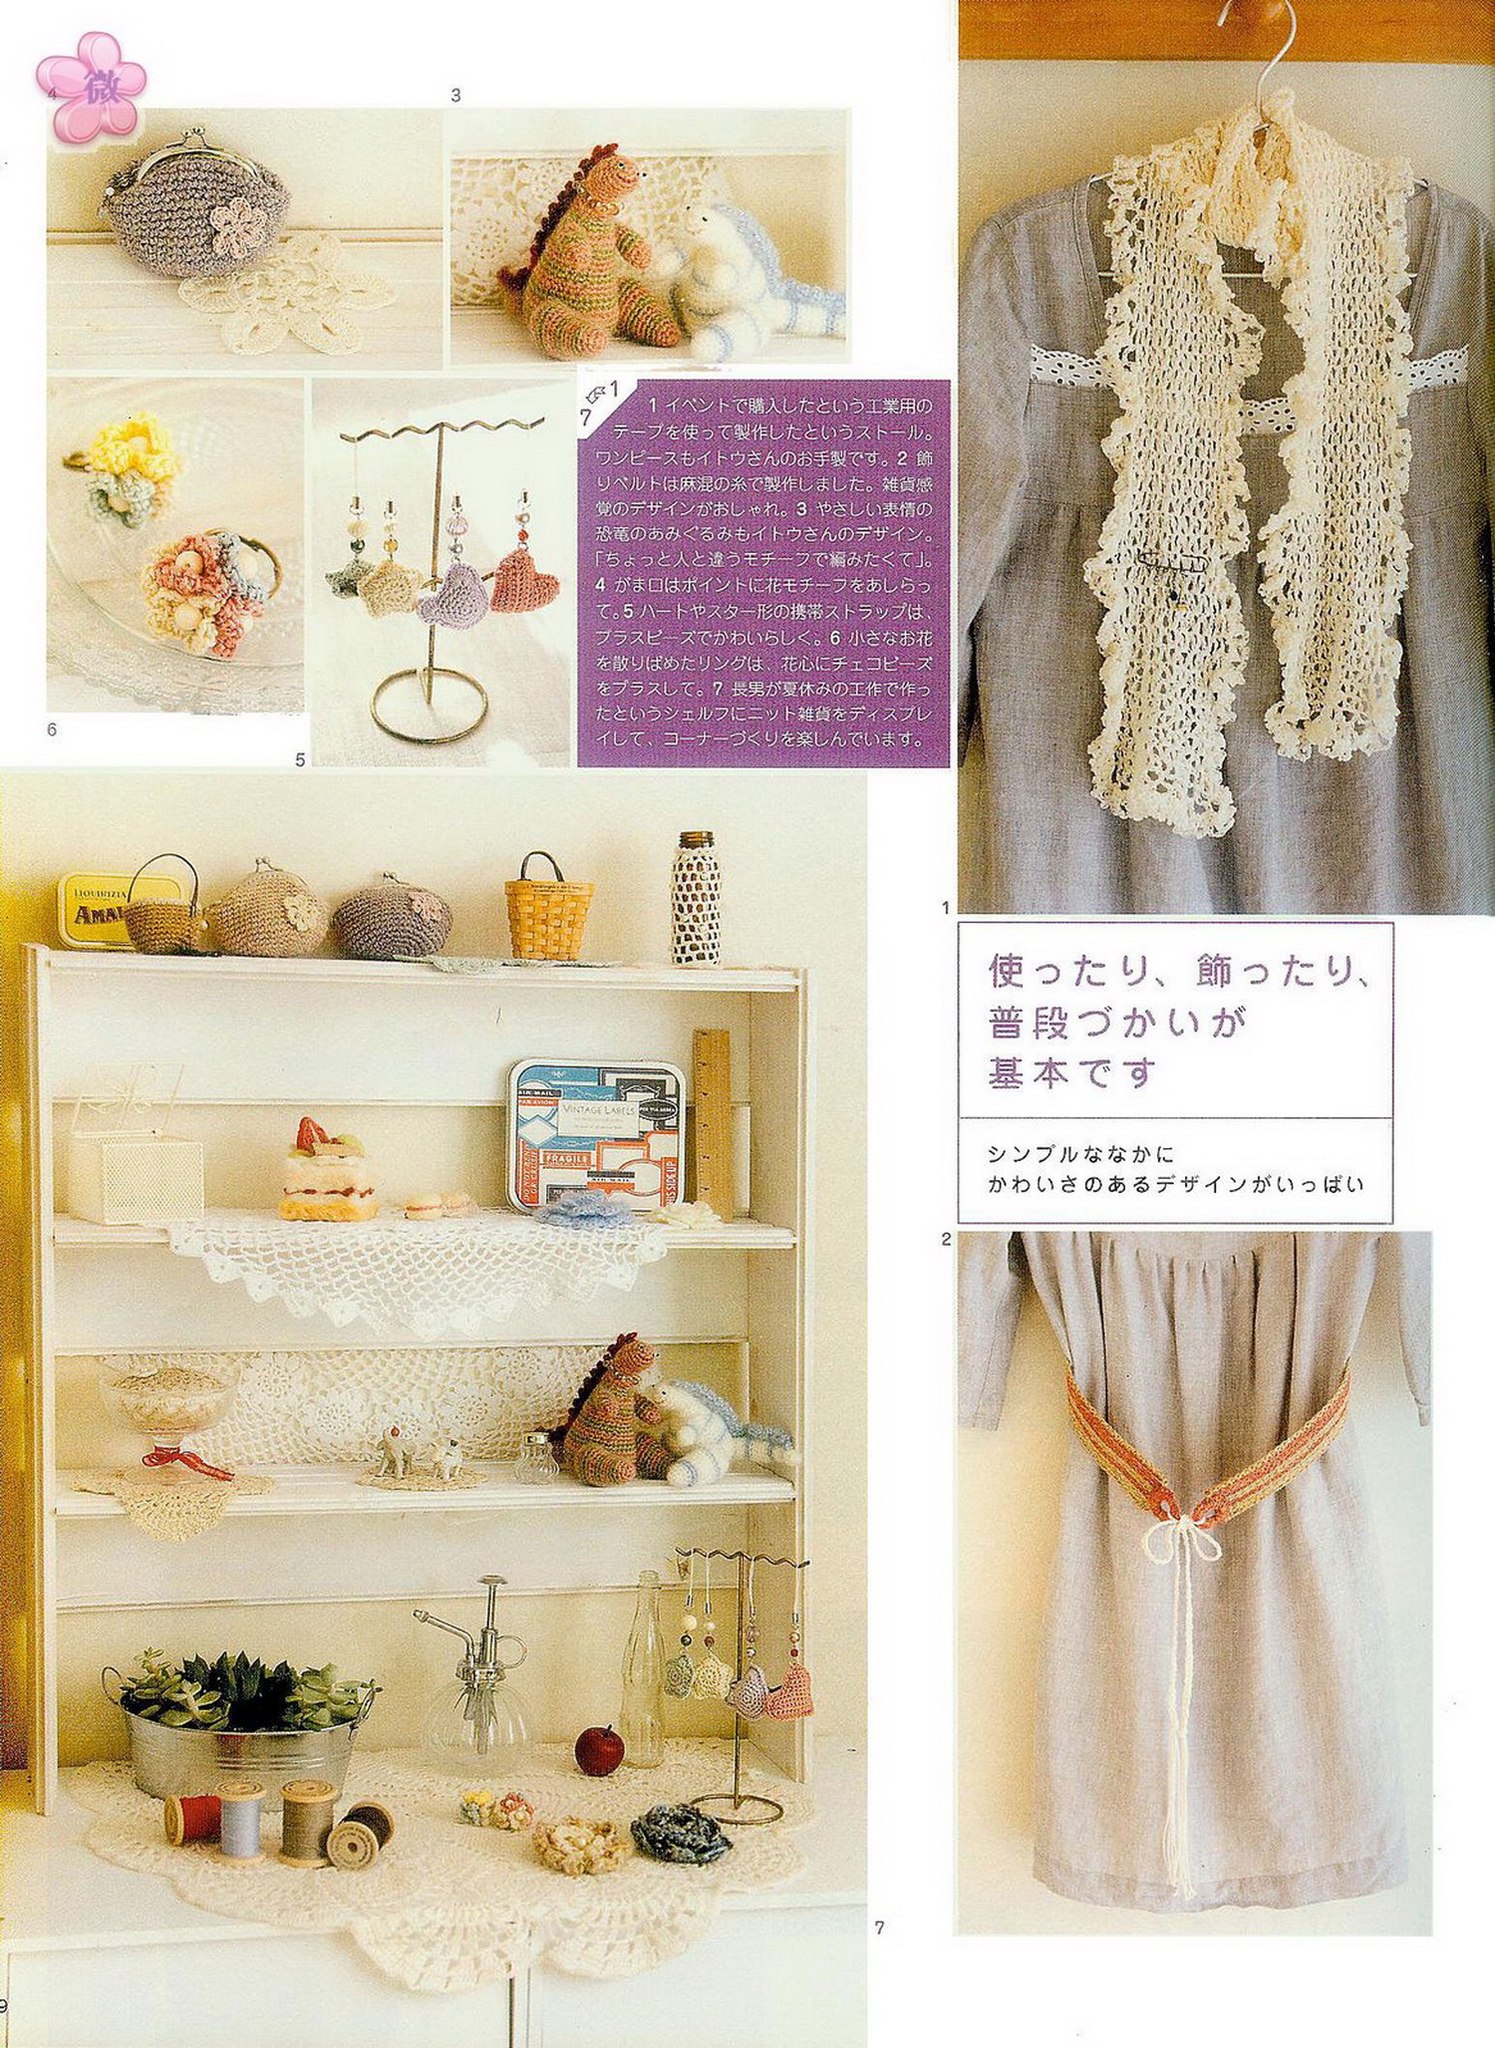 微
4
3
7 1
1 イベントで購入したという工業用の
テープを使って製作したというストール。
ワンピースもイトウさんのお手製です。2 飾
りベルトは麻混の糸で製作しました。雑貨感
覚のデザインがおしゃれ。3 やさしい表情の
恐竜のあみぐるみもイトウさんのデザイン。
「ちょっと人と違うモチーフで編みたくて」。
4 がま口はポイントに花モチーフをあしらっ
て。5 ハートやスター形の携帯ストラップは、
プラスビーズでかわいらしく。6 小さなお花
を散りばめたリングは、花心にチェコビーズ
をプラスして。7 長男が夏休みの工作で作っ
たというシェルフにニット雑貨をディスプレ
イして、コーナーづくりを楽しんでいます。
6
5
1
使ったり、飾ったり、
普段づかいが
基本です
シンプルななかに
かわいさのあるデザインがいっぱい
2
LIQUIRIZIA
AMAR
AIR MAIL
PAR AVION
VINTAGE LABELS
FRAGILE
AIR MAIL
7
9